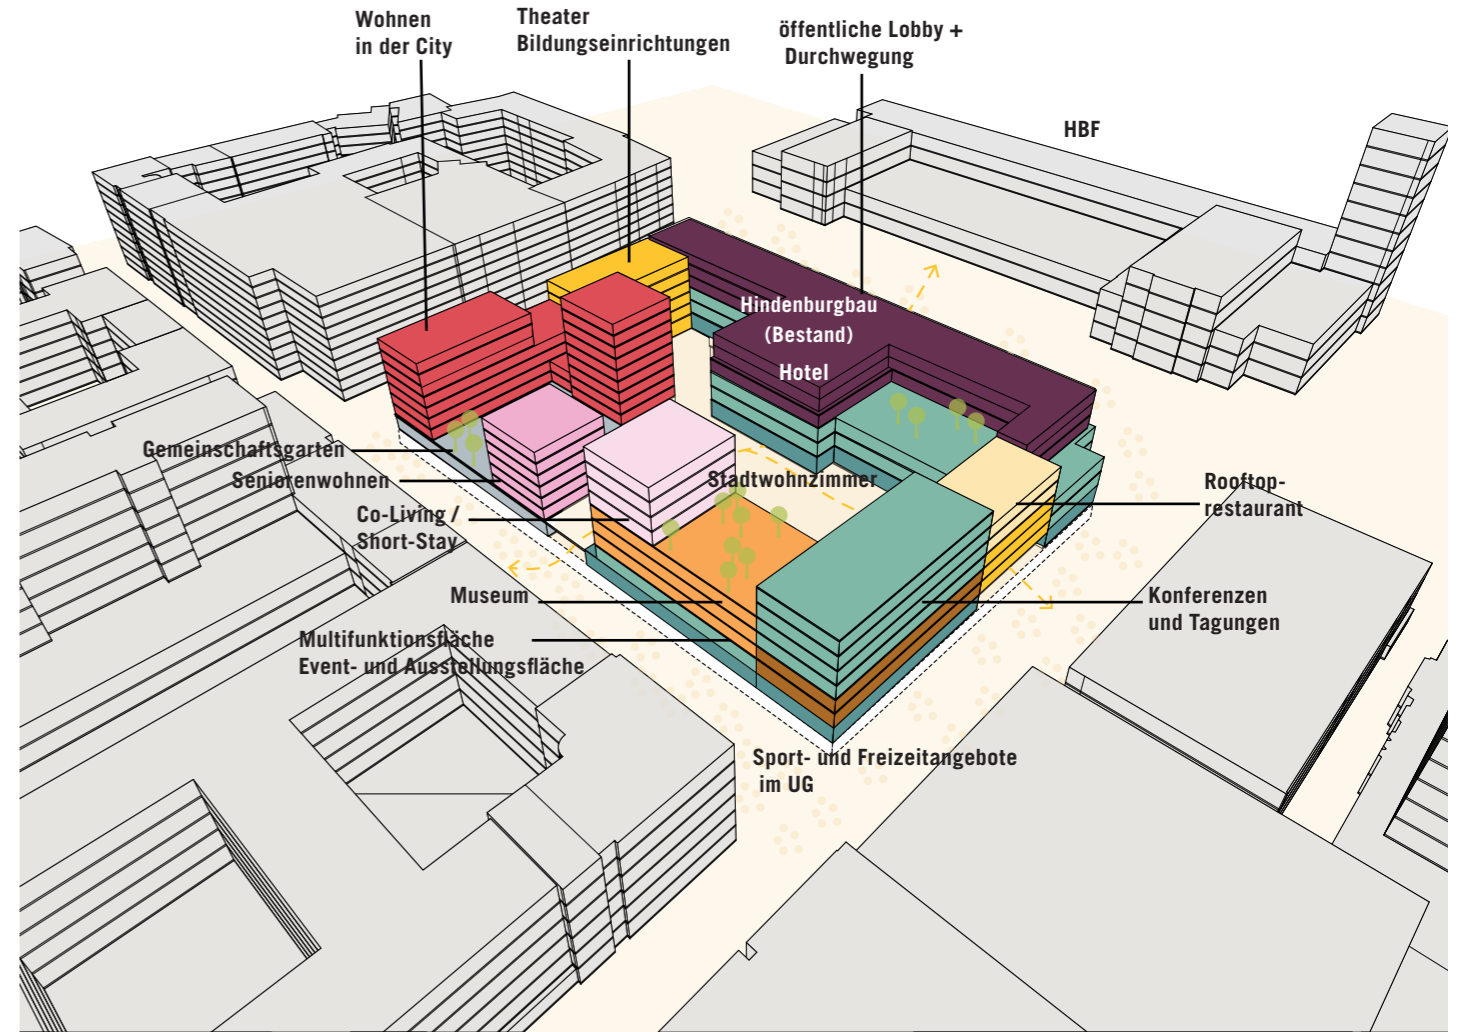 Wohnen
in der City
Theater
Bildungseinrichtungen
öffentliche Lobby +
Durchwegung
HBF
Hindenburgbau
(Bestand)
Hotel
Gemeinschaftsgarten
Seniorenwohnen
Stadtwohnzimmer
Rooftop-
restaurant
Co-Living /
Short-Stay
Museum
Konferenzen
und Tagungen
Multifunktionsfläche
Event- und Ausstellungsfläche
Sport- und Freizeitangebote
im UG